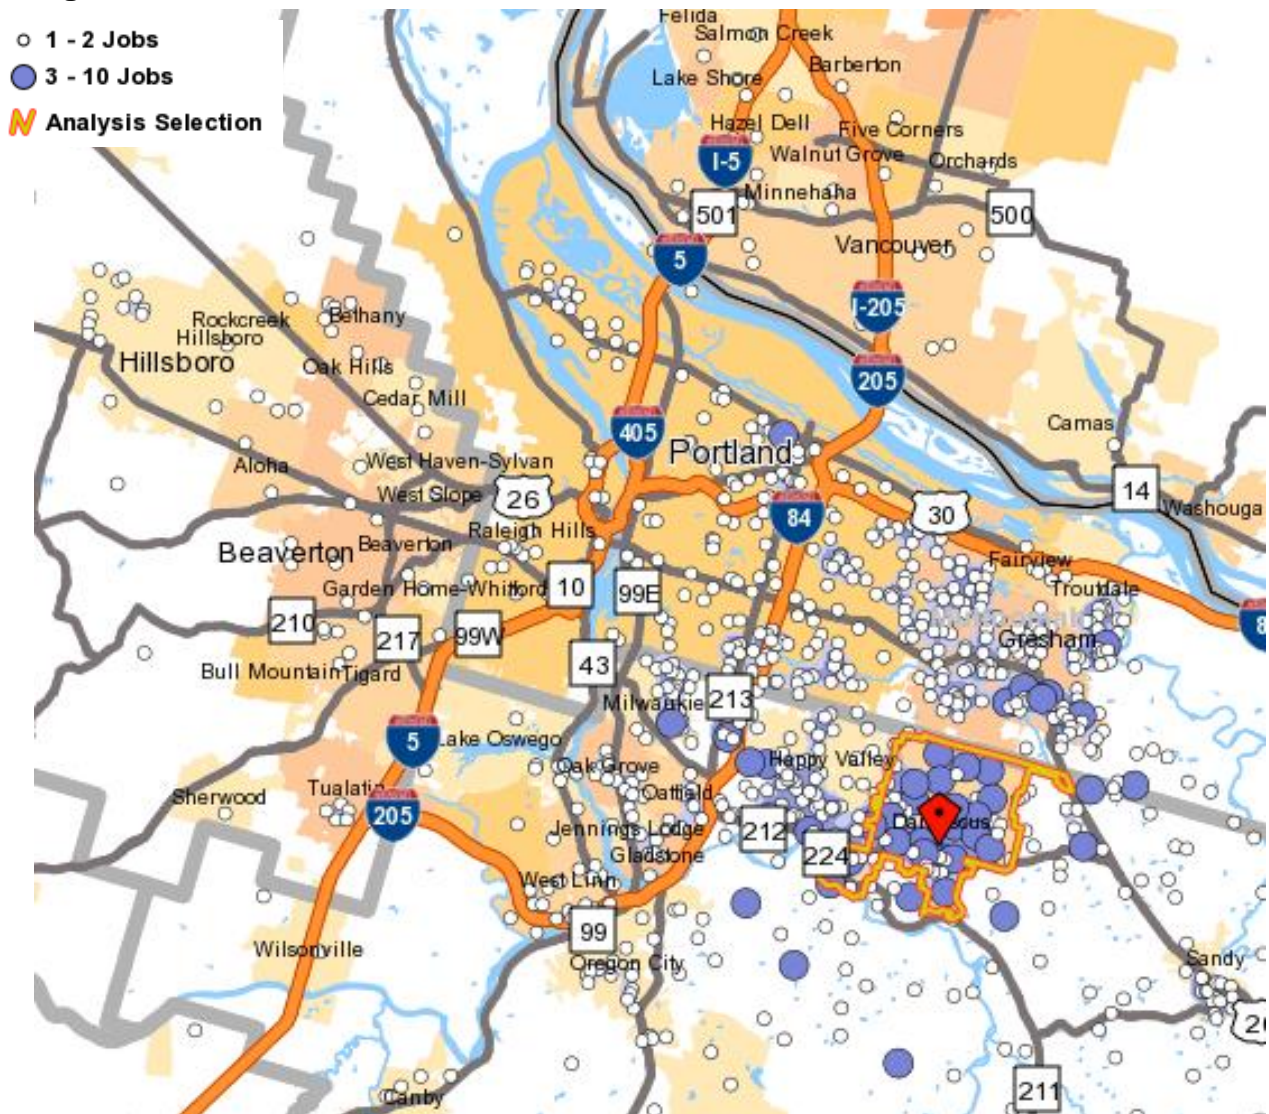 1 - 2 Jobs
3 - 10 Jobs
Analysis Selection
Felida
Salmon Creek
Lake Shore
Barberton
Hazel Dell
Five Corners
I-5
Walnut Grove
Orchards
Minnehaha
501
500
Vancouver
5
I-205
Rockcreek
Bethany
Hillsboro
Hillsboro
Oak Hills
205
Cedar Mill
405
Camas
Portland
Aloha
West Haven-Sylvan
West Slope
26
14
Washouga
30
84
Raleigh Hills
Beaverton
Beaverton
Fairview
Garden Home-Whitford
10
99E
Troutdale
8
210
217
99W
Gresham
43
Bull Mountain
Tigard
Milwaukie
213
5
Lake Oswego
Happy Valley
Oak Grove
Tualatin
Sherwood
205
Oatfield
Damascus
212
Jennings Lodge
224
Gladstone
West Linn
99
Wilsonville
Oregon City
Sandy
26
211
Canby